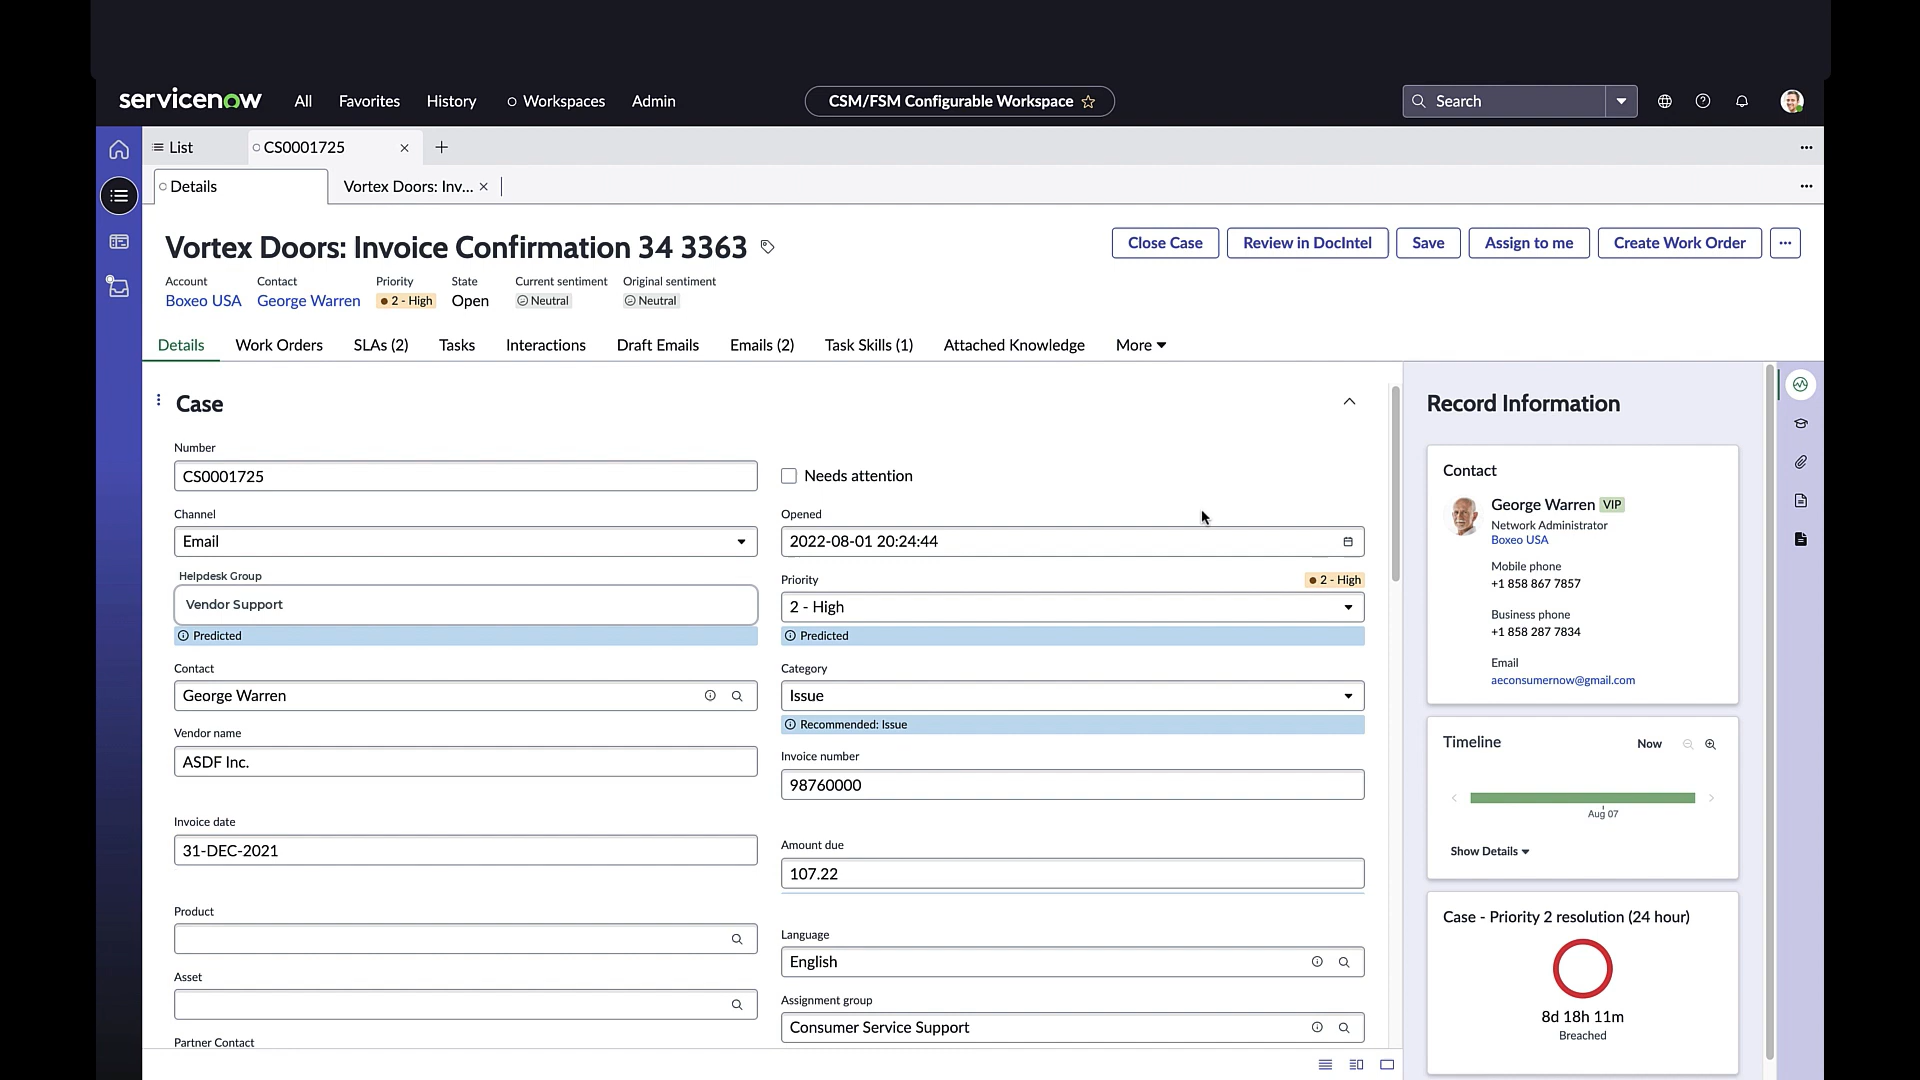 servicenow
All
Favorites
History
Workspaces
Admin
CSM/FSM Configurable Workspace
Search
List
CS0001725
Details
Vortex Doors: Inv...
Vortex Doors: Invoice Confirmation 34 3363
Close Case
Review in DocIntel
Save
Assign to me
Create Work Order
Account
Boxeo USA
Contact
George Warren
Priority
2 - High
State
Open
Current sentiment
Neutral
Original sentiment
Neutral
Details
Work Orders
SLAs (2)
Tasks
Interactions
Draft Emails
Emails (2)
Task Skills (1)
Attached Knowledge
More
Case
Number
CS0001725
Needs attention
Channel
Email
Opened
2022-08-01 20:24:44
Helpdesk Group
Vendor Support
Predicted
Priority
2 - High
2 - High
Predicted
Contact
George Warren
Category
Issue
Recommended: Issue
Vendor name
ASDF Inc.
Invoice number
98760000
Invoice date
31-DEC-2021
Amount due
107.22
Product
Language
English
Asset
Assignment group
Consumer Service Support
Partner Contact
Record Information
Contact
George Warren VIP
Network Administrator
Boxeo USA
Mobile phone
+1 858 867 7857
Business phone
+1 858 287 7834
Email
aeconsumernow@gmail.com
Timeline
Now
Aug 07
Show Details
Case - Priority 2 resolution (24 hour)
8d 18h 11m
Breached